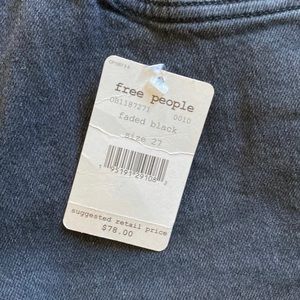 free people
OB1187271 0010
faded black
size 27
suggested retail price
$78.00